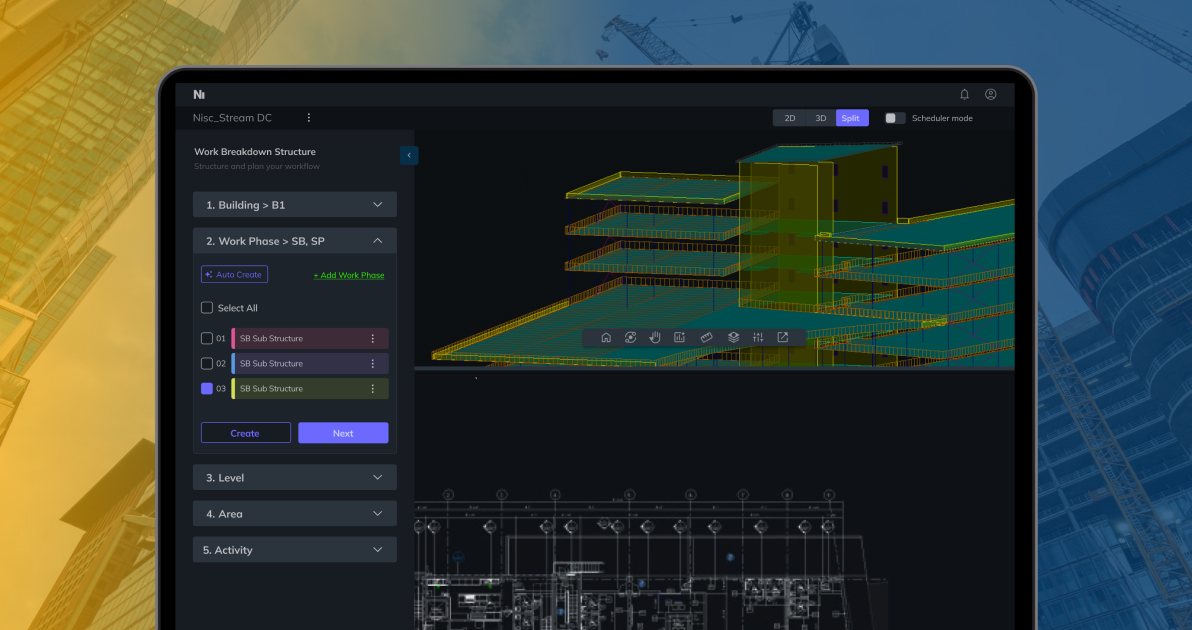 Nı
Nisc_Stream DC
2D 3D Split Scheduler mode
Work Breakdown Structure
Structure and plan your workflow
1. Building > B1
2. Work Phase > SB, SP
Auto Create
+ Add Work Phase
Select All
01 SB Sub Structure
02 SB Sub Structure
03 SB Sub Structure
Create
Next
3. Level
4. Area
5. Activity